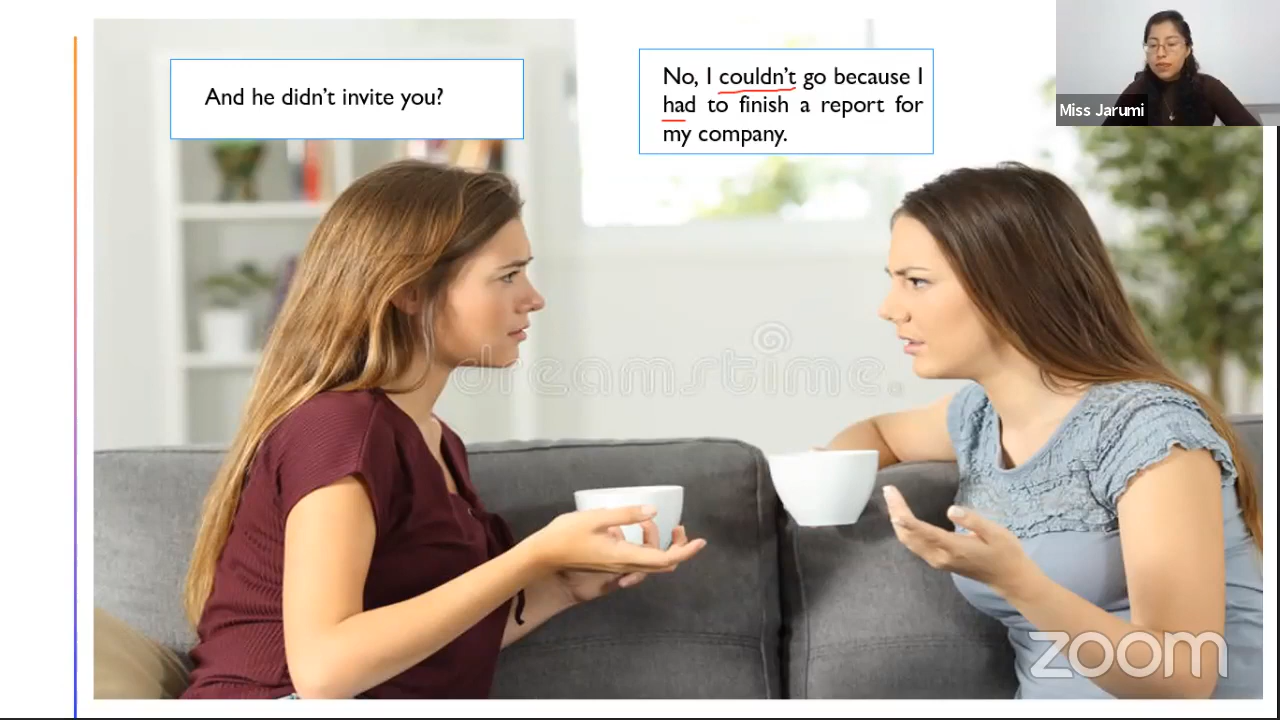 And he didn't invite you?
No, I couldn't go because I
had to finish a report for
my company.
Miss Jarumi
dreamstime.
zoom